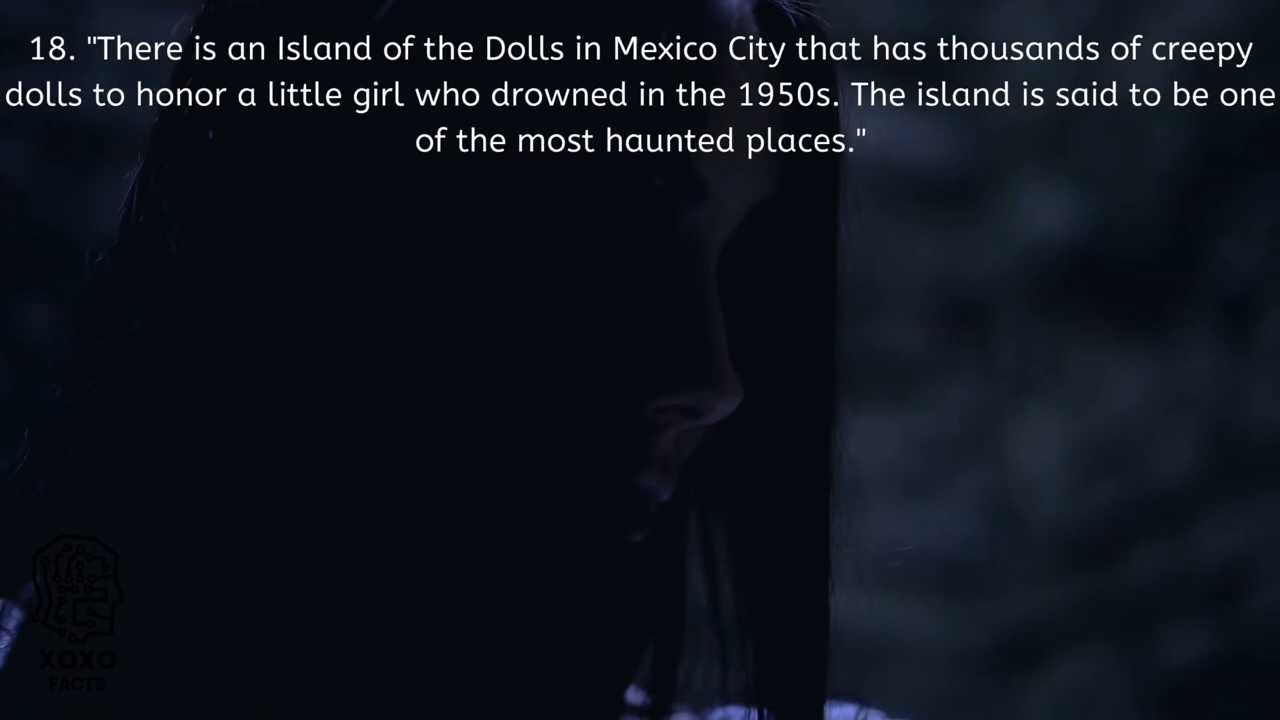 18. "There is an Island of the Dolls in Mexico City that has thousands of creepy
dolls to honor a little girl who drowned in the 1950s. The island is said to be one
of the most haunted places."
XOXO
FACTS